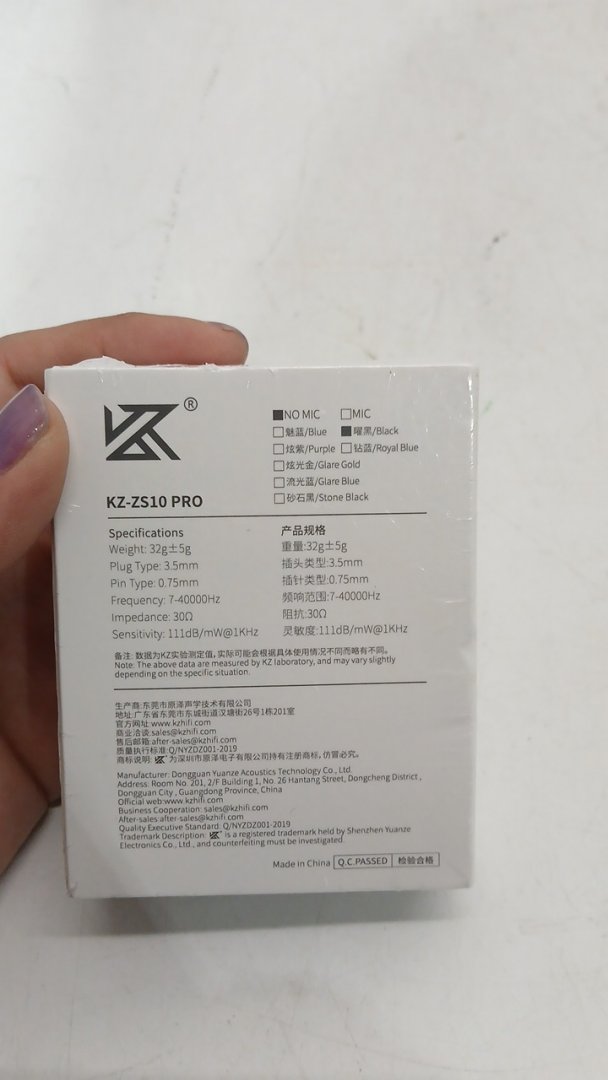 KZ ®
■NO MIC □MIC
□魅蓝/Blue ■曜黑/Black
□炫紫/Purple □钻蓝/Royal Blue
□炫光金/Glare Gold
□流光蓝/Glare Blue
□砂石黑/Stone Black
KZ-ZS10 PRO
Specifications
Weight: 32g±5g
Plug Type: 3.5mm
Pin Type: 0.75mm
Frequency: 7-40000Hz
Impedance: 30Ω
Sensitivity: 111dB/mW@1KHz
产品规格
重量:32g±5g
插头类型:3.5mm
插针类型:0.75mm
频响范围:7-40000Hz
阻抗:30Ω
灵敏度:111dB/mW@1KHz
备注: 数据为KZ实验测定值, 实际可能会根据具体使用情况不同而略有不同。
Note: The above data are measured by KZ laboratory, and may vary slightly
depending on the specific situation.
生产商:东莞市原泽声学技术有限公司
地址:广东省东莞市东城街道汉塘街26号1栋201室
官方网址:www.kzhifi.com
商业洽谈:sales@kzhifi.com
售后邮箱:after-sales@kzhifi.com
质量执行标准:Q/NYZDZ001-2019
商标说明: KZ 为深圳市原泽电子有限公司持有注册商标, 仿冒必究。
Manufacturer: Dongguan Yuanze Acoustics Technology Co., Ltd.
Address: Room No. 201, 2/F Building 1, No. 26 Hantang Street, Dongcheng District ,
Dongguan City , Guangdong Province, China
Official web:www.kzhifi.com
Business Cooperation: sales@kzhifi.com
After-sales:after-sales@kzhifi.com
Quality Executive Standard: Q/NYZDZ001-2019
Trademark Description: KZ is a registered trademark held by Shenzhen Yuanze
Electronics Co., Ltd , and counterfeiting must be investigated.
Made in China Q.C.PASSED 检验合格